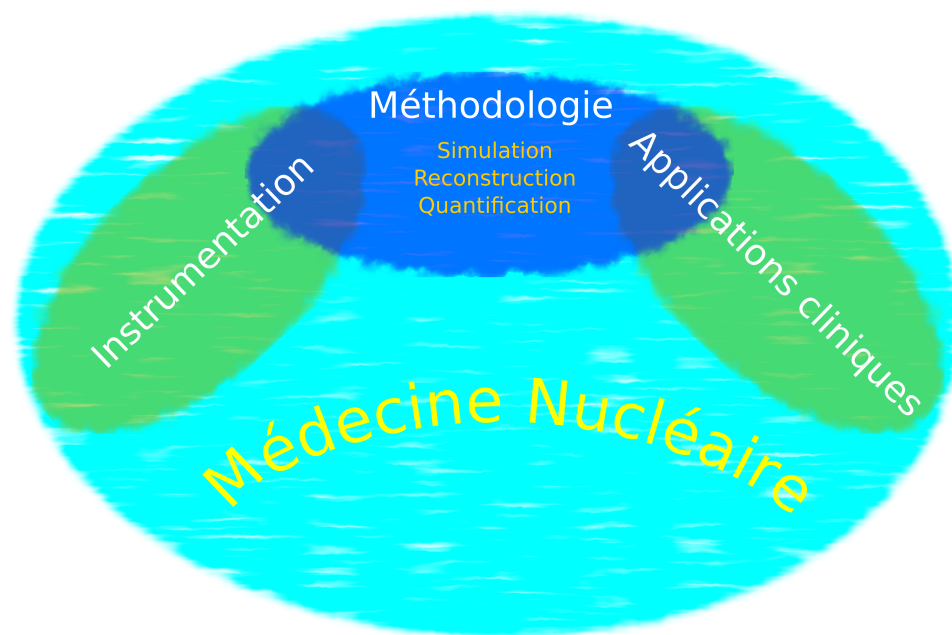 Méthodologie
Simulation
Reconstruction
Quantification
Instrumentation
Applications cliniques
Médecine Nucléaire